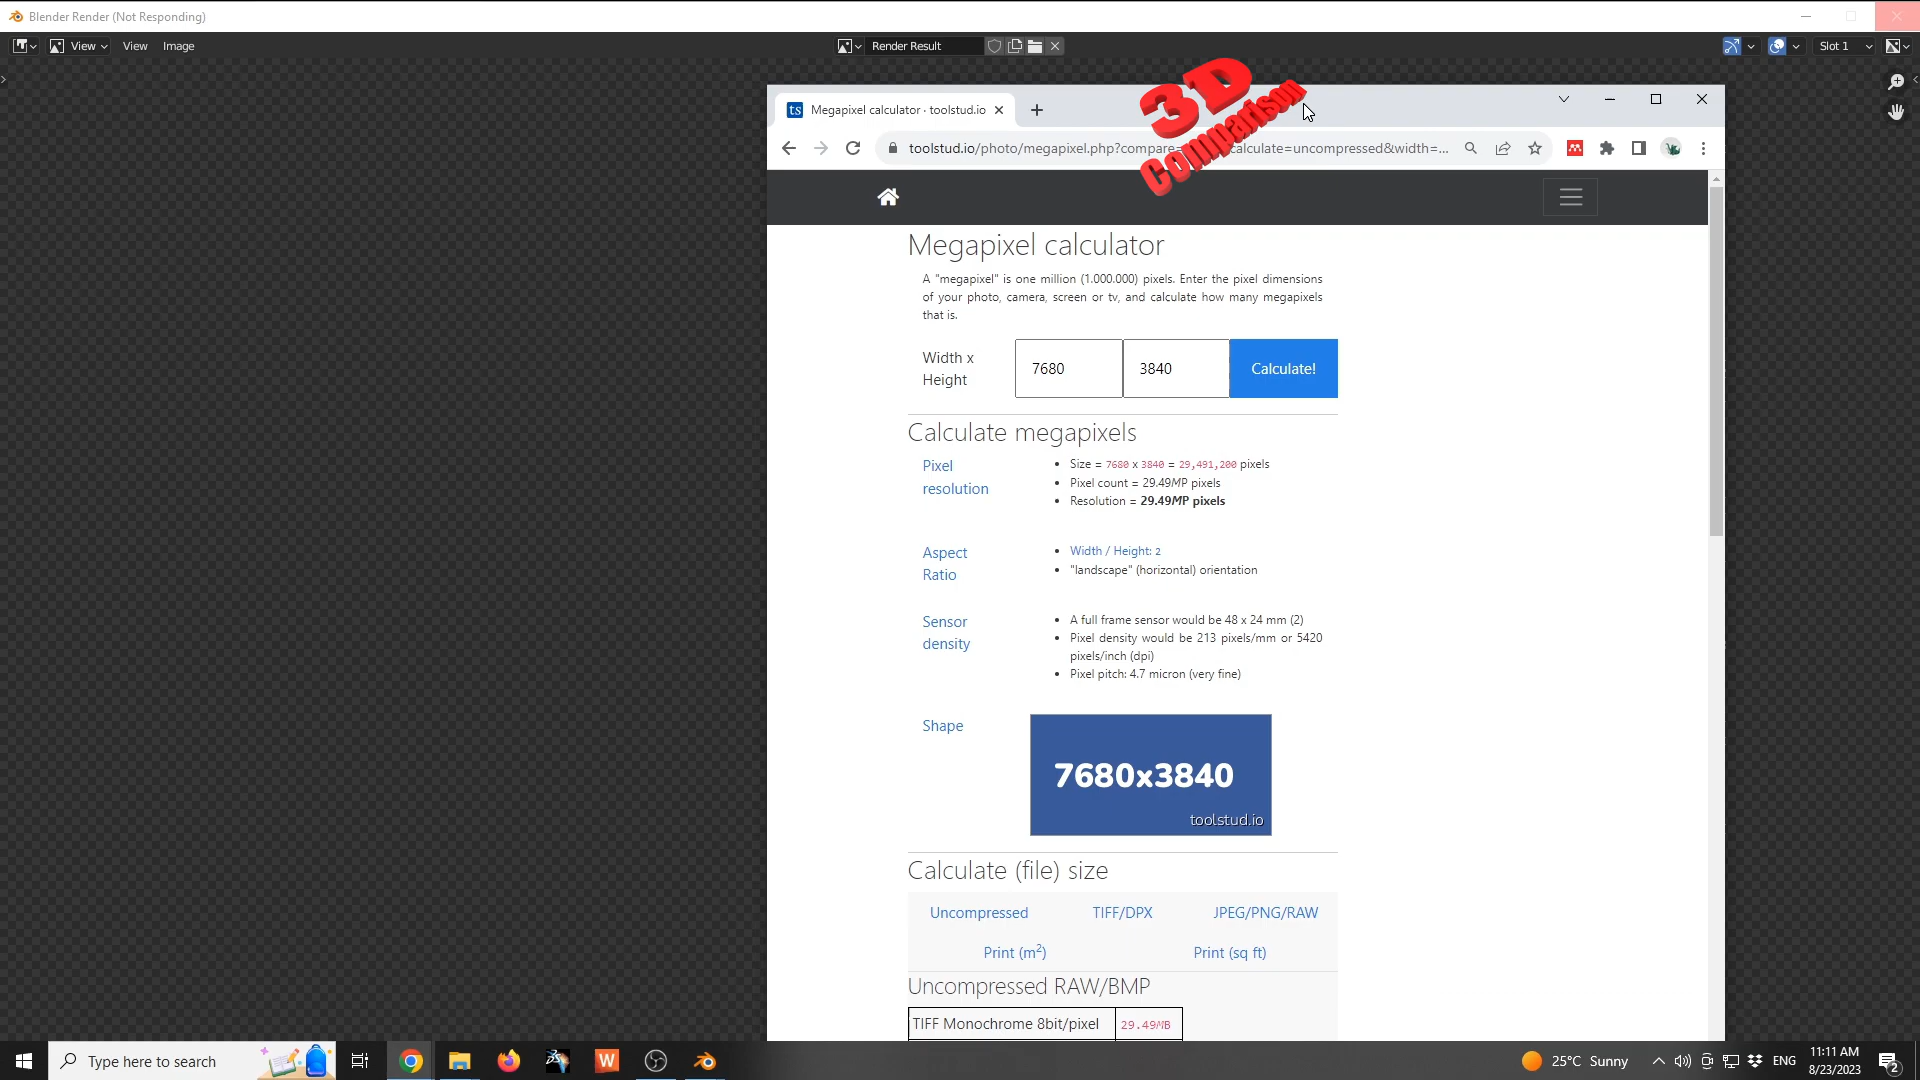 Blender Render (Not Responding)
View View Image Render Result Slot 1
3D
Comparison
ts Megapixel calculator · toolstud.io
toolstud.io/photo/megapixel.php?compare= calculate=uncompressed&width=...
Megapixel calculator
A "megapixel" is one million (1.000.000) pixels. Enter the pixel dimensions
of your photo, camera, screen or tv, and calculate how many megapixels
that is.
Width x
Height
7680 3840 Calculate!
Calculate megapixels
Pixel
resolution
Size = 7680 x 3840 = 29,491,200 pixels
Pixel count = 29.49MP pixels
Resolution = 29.49MP pixels
Aspect
Ratio
Width / Height: 2
"landscape" (horizontal) orientation
Sensor
density
A full frame sensor would be 48 x 24 mm (2)
Pixel density would be 213 pixels/mm or 5420
pixels/inch (dpi)
Pixel pitch: 4.7 micron (very fine)
Shape
7680x3840
toolstud.io
Calculate (file) size
Uncompressed TIFF/DPX JPEG/PNG/RAW
Print (m²) Print (sq ft)
Uncompressed RAW/BMP
TIFF Monochrome 8bit/pixel 29.49MB
Type here to search
W
25°C Sunny
ENG
11:11 AM
8/23/2023
2